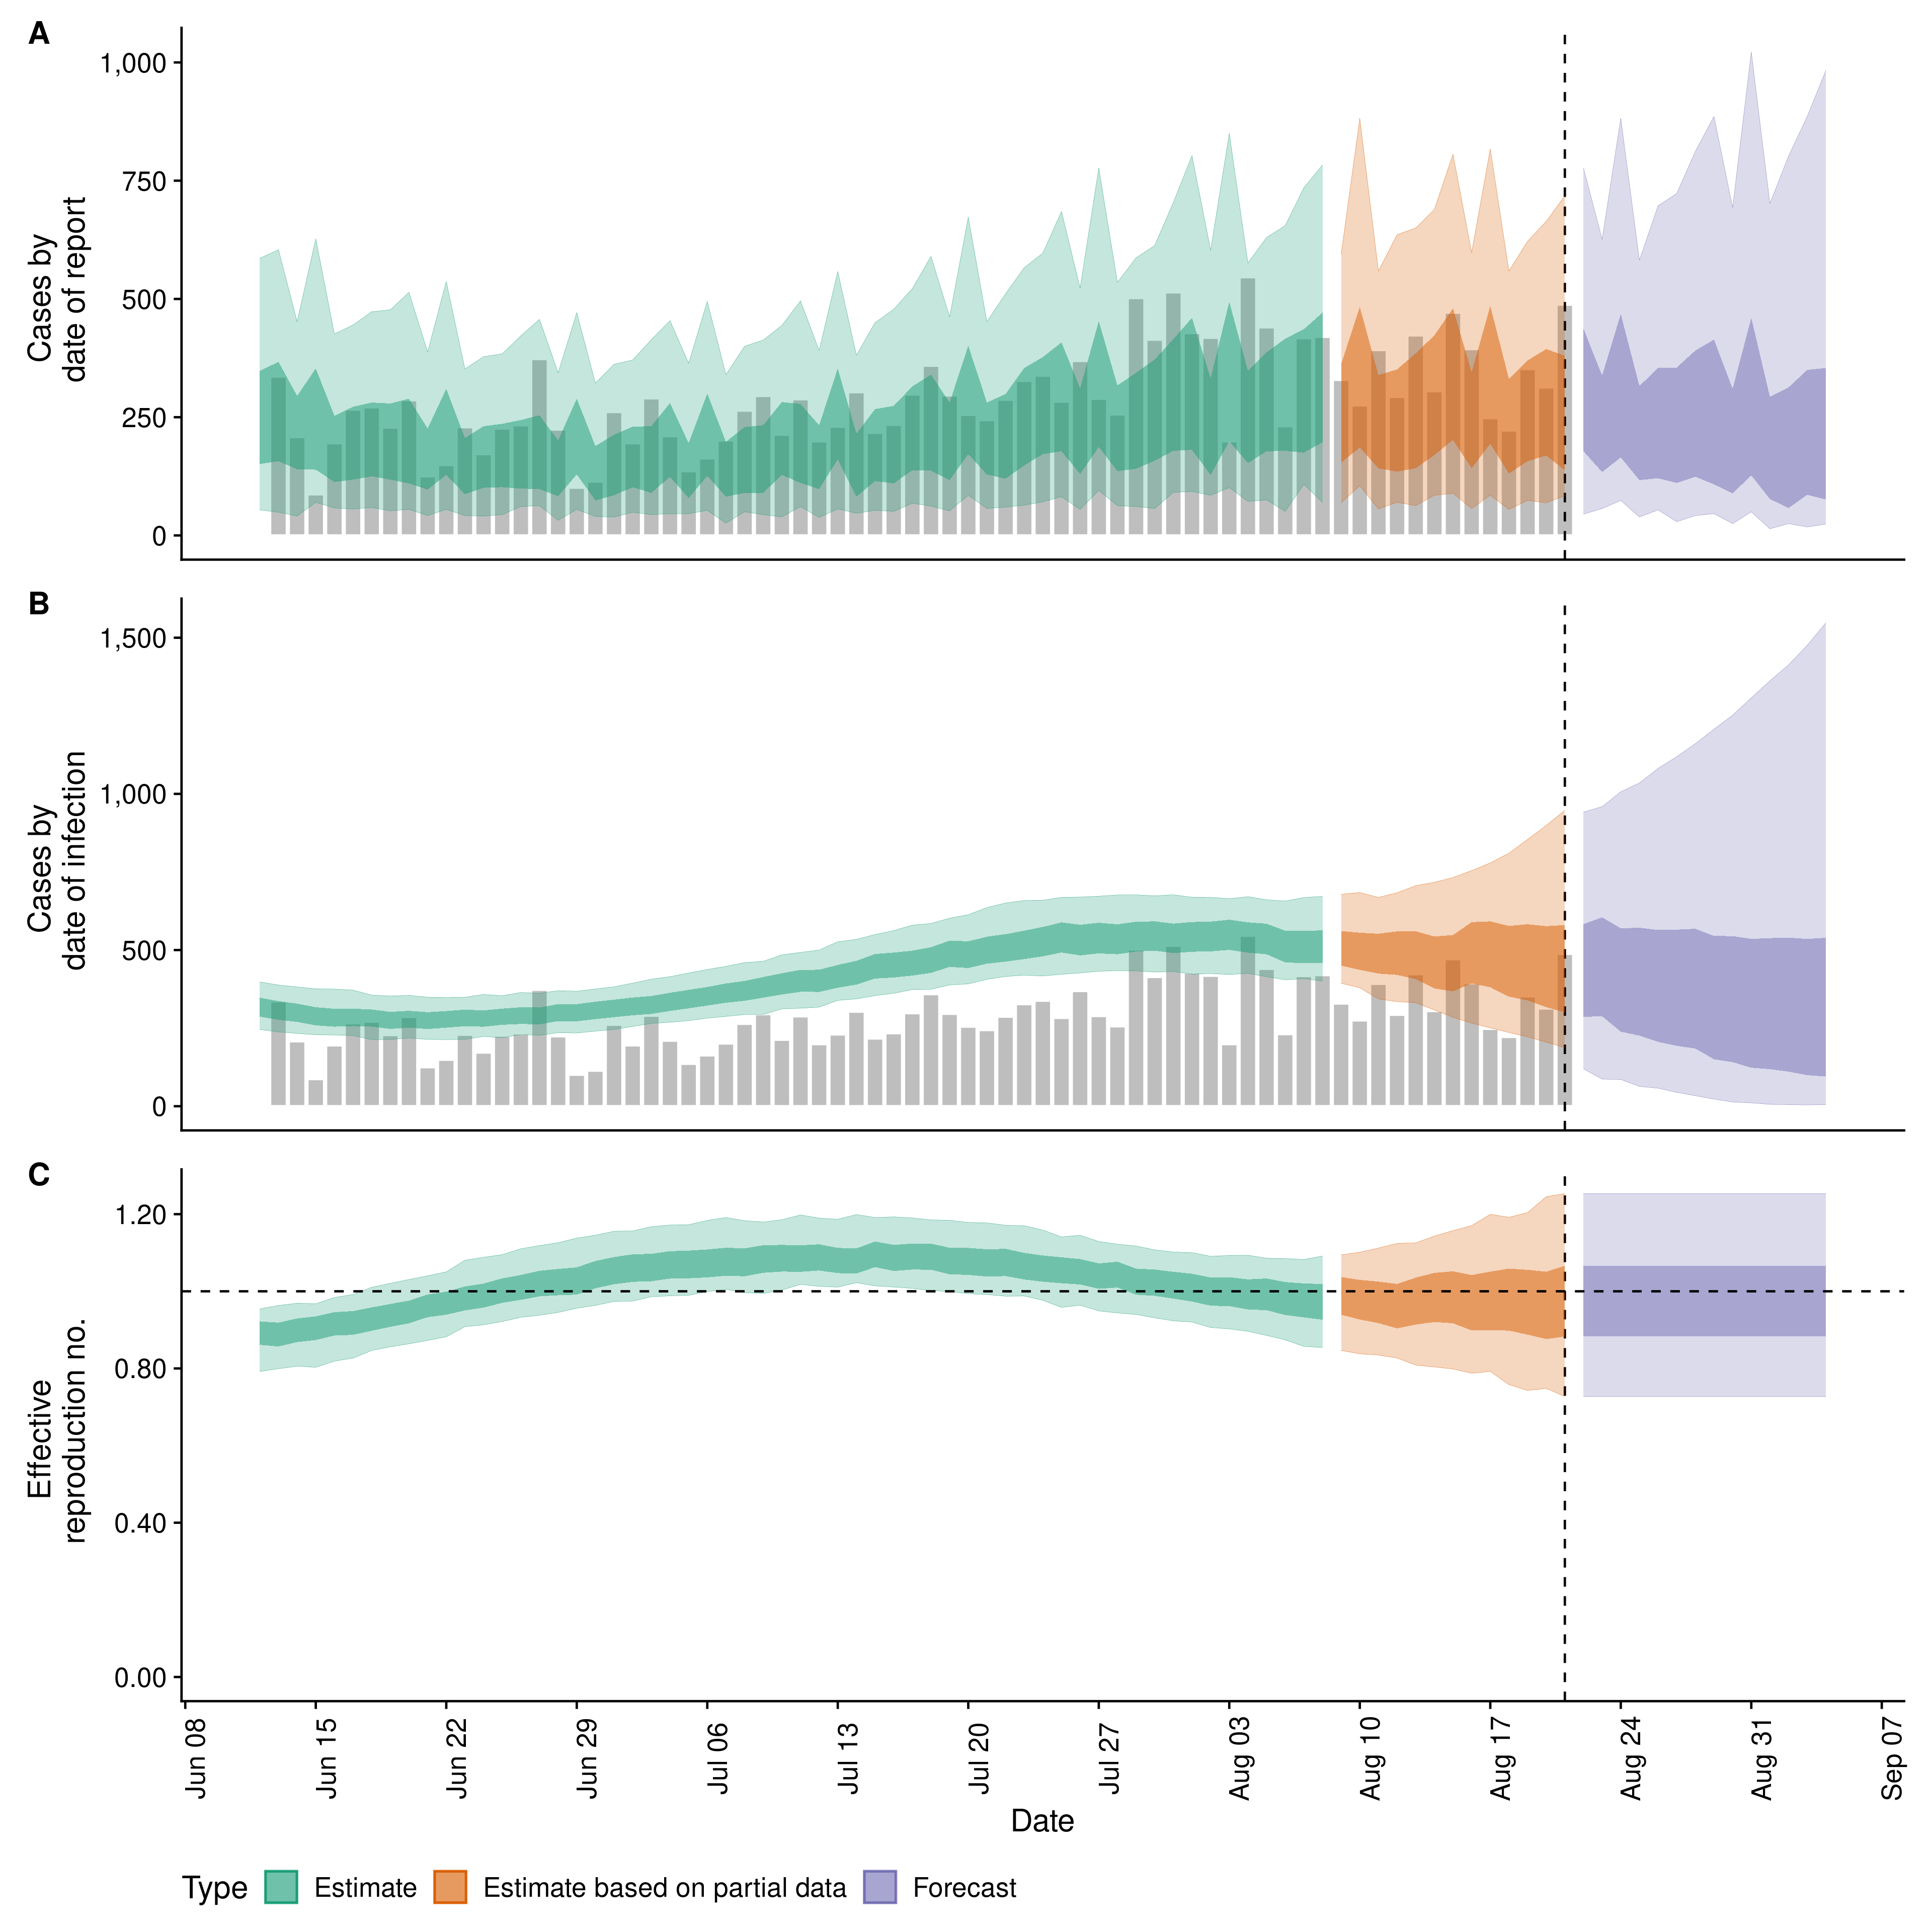 A
1,000
750
500
250
0
Cases by
date of report
B
1,500
1,000
500
0
Cases by
date of infection
C
1.20
0.80
0.40
0.00
Effective
reproduction no.
Jun 08
Jun 15
Jun 22
Jun 29
Jul 06
Jul 13
Jul 20
Jul 27
Aug 03
Aug 10
Aug 17
Aug 24
Aug 31
Sep 07
Date
Type Estimate Estimate based on partial data Forecast